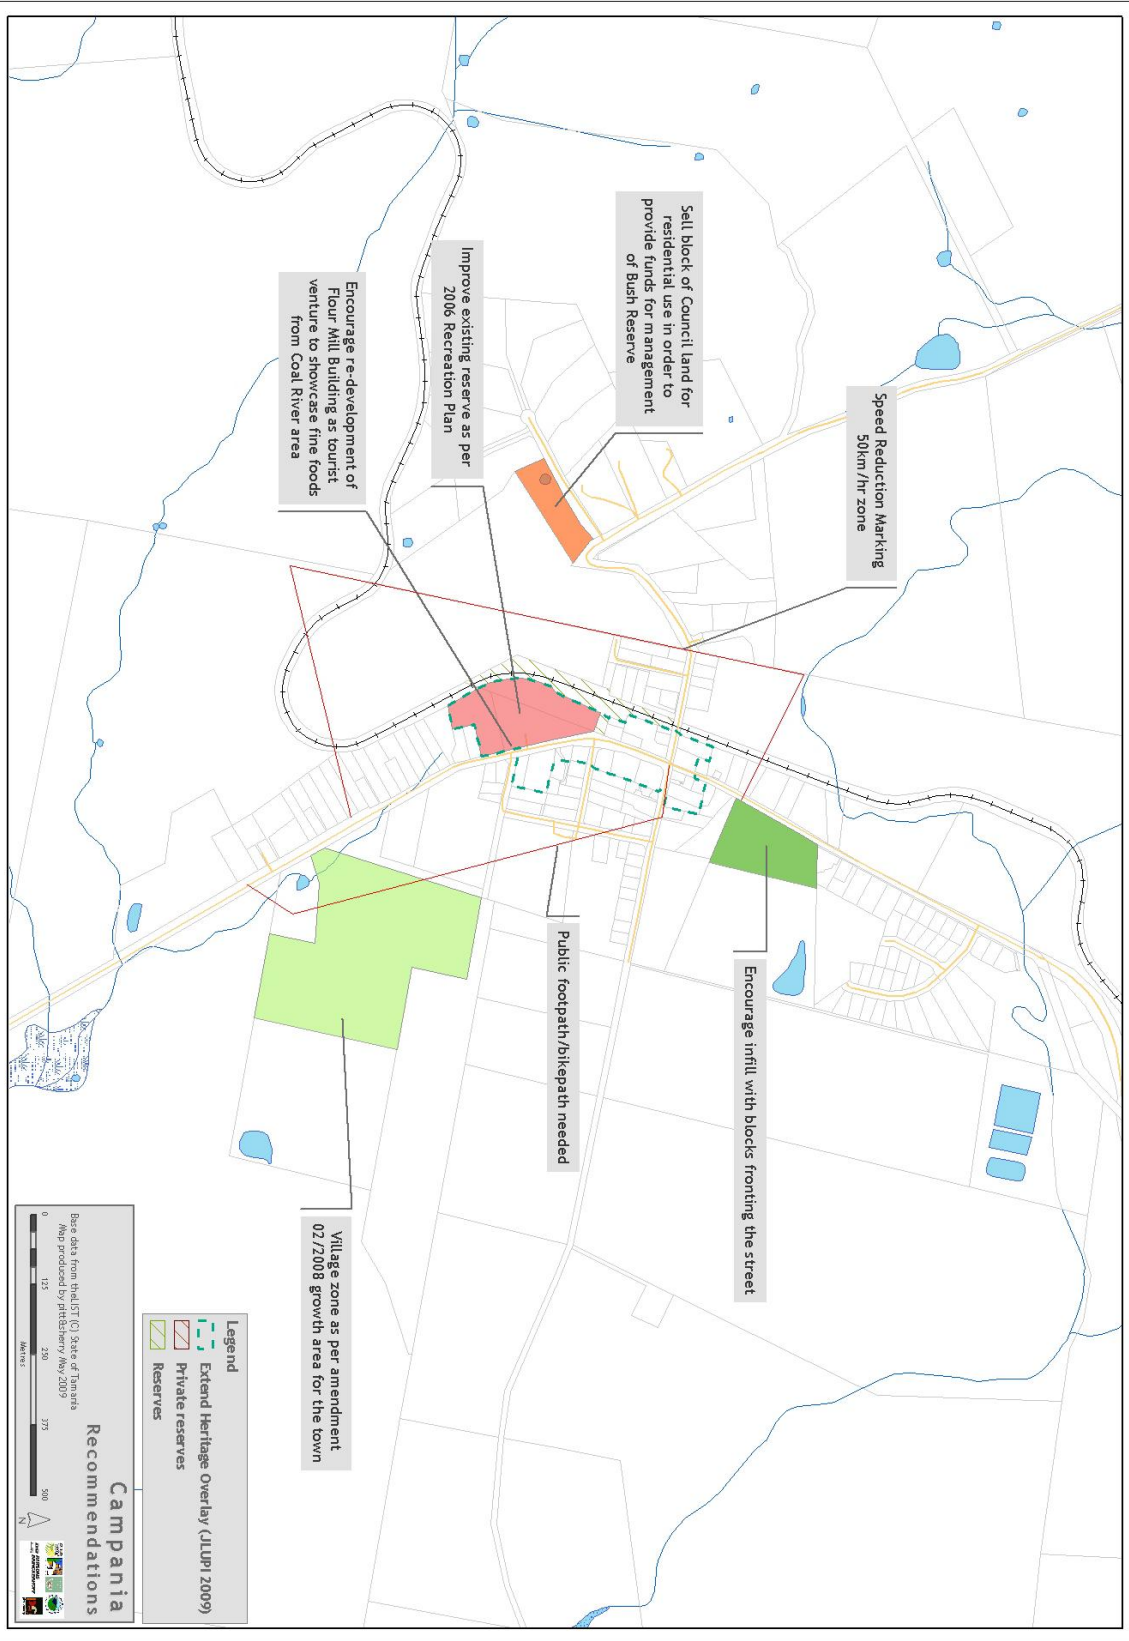 Speed Reduction Marking
50km/hr zone
Sell block of Council land for
residential use in order to
provide funds for management
of Bush Reserve
Improve existing reserve as per
2006 Recreation Plan
Encourage re-development of
Flour Mill Building as tourist
venture to showcase fine foods
from Coal River area
Encourage infill with blocks fronting the street
Public footpath/bikepath needed
Village zone as per amendment
02/2008 growth area for the town
Legend
Extend Heritage Overlay (JLUPI 2009)
Private reserves
Reserves
Campania
Recommendations
Base data from theLIST (C) State of Tamania
Map produced by pitt&sherry May 2009
0 125 250 375 500
Metres
N